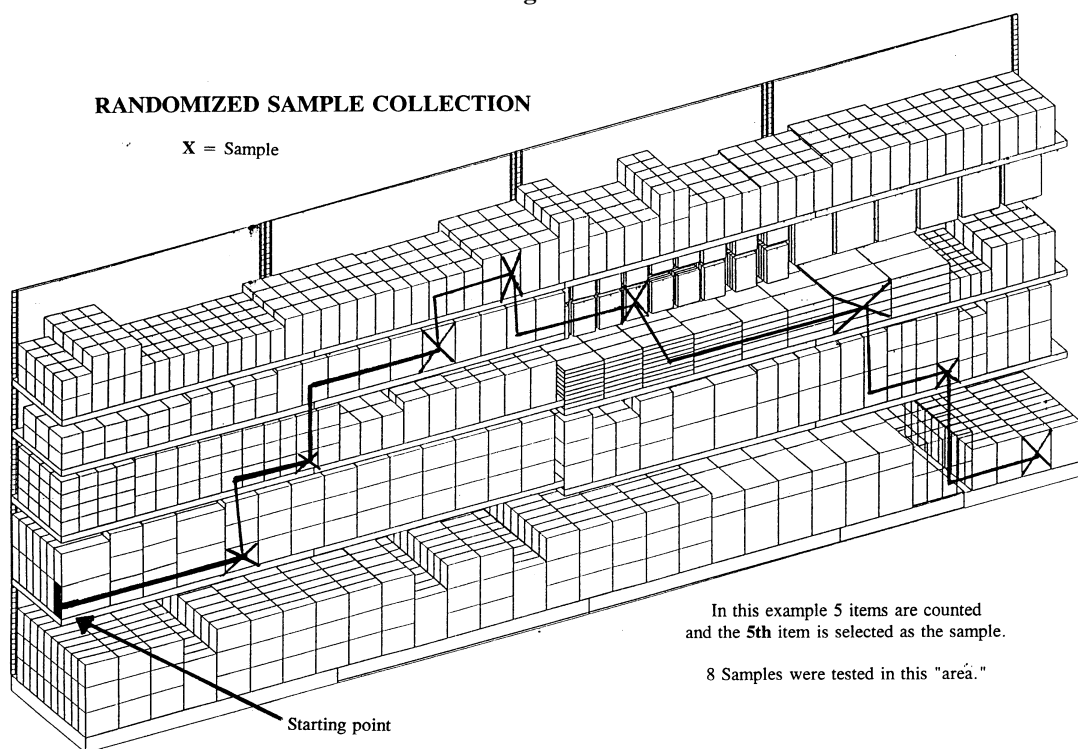 RANDOMIZED SAMPLE COLLECTION
X = Sample
In this example 5 items are counted
and the 5th item is selected as the sample.
8 Samples were tested in this "area."
Starting point